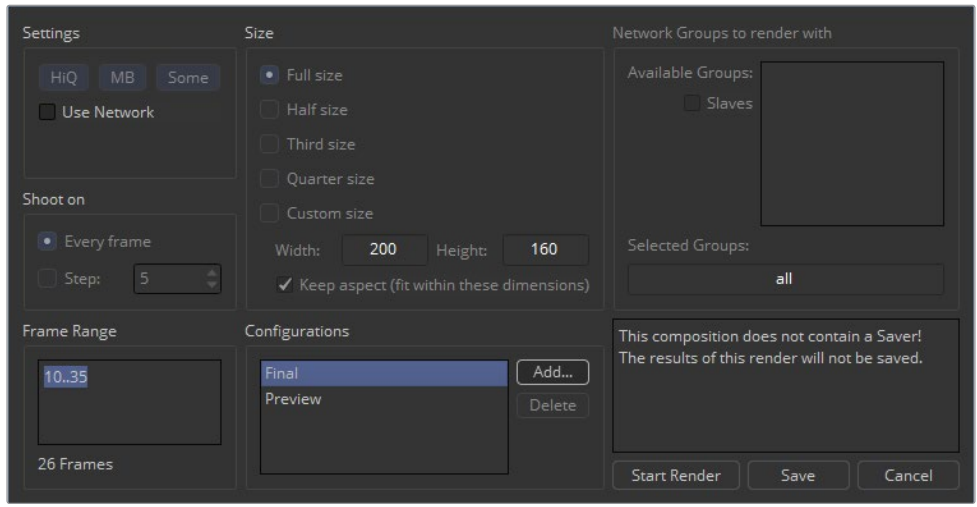 Settings
HiQ MB Some
Use Network
Shoot on
Every frame
Step: 5
Frame Range
10..35
26 Frames
Size
Full size
Half size
Third size
Quarter size
Custom size
Width: 200 Height: 160
Keep aspect (fit within these dimensions)
Configurations
Final
Preview
Add...
Delete
Network Groups to render with
Available Groups:
Slaves
Selected Groups:
all
This composition does not contain a Saver!
The results of this render will not be saved.
Start Render Save Cancel